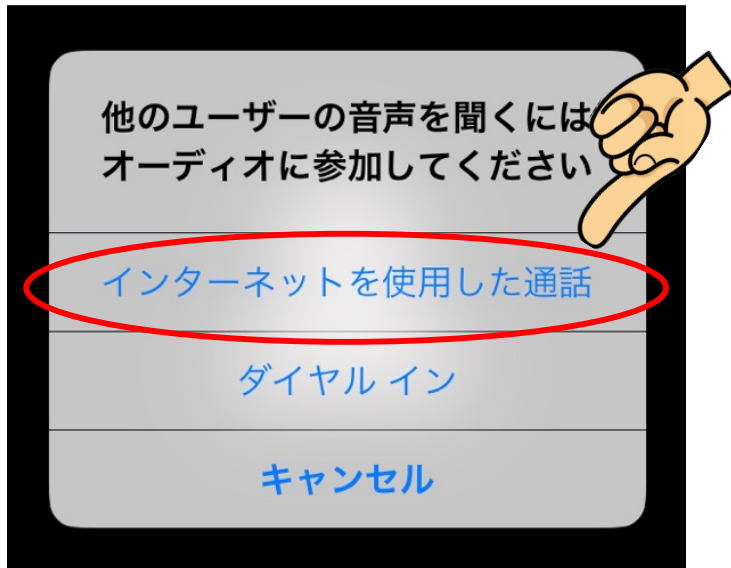 他のユーザーの音声を聞くには
オーディオに参加してください
インターネットを使用した通話
ダイヤル イン
キャンセル